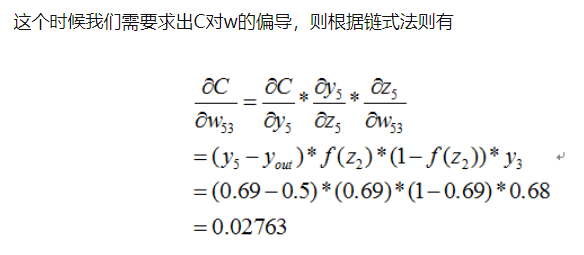 这个时候我们需要求出C对w的偏导，则根据链式法则有
∂C/∂w₅₃ = ∂C/∂y₅ * ∂y₅/∂z₅ * ∂z₅/∂w₅₃
=(y₅ − y_out) * f(z₂) * (1 − f(z₂)) * y₃
= (0.69 − 0.5) * (0.69) * (1 − 0.69) * 0.68
= 0.02763